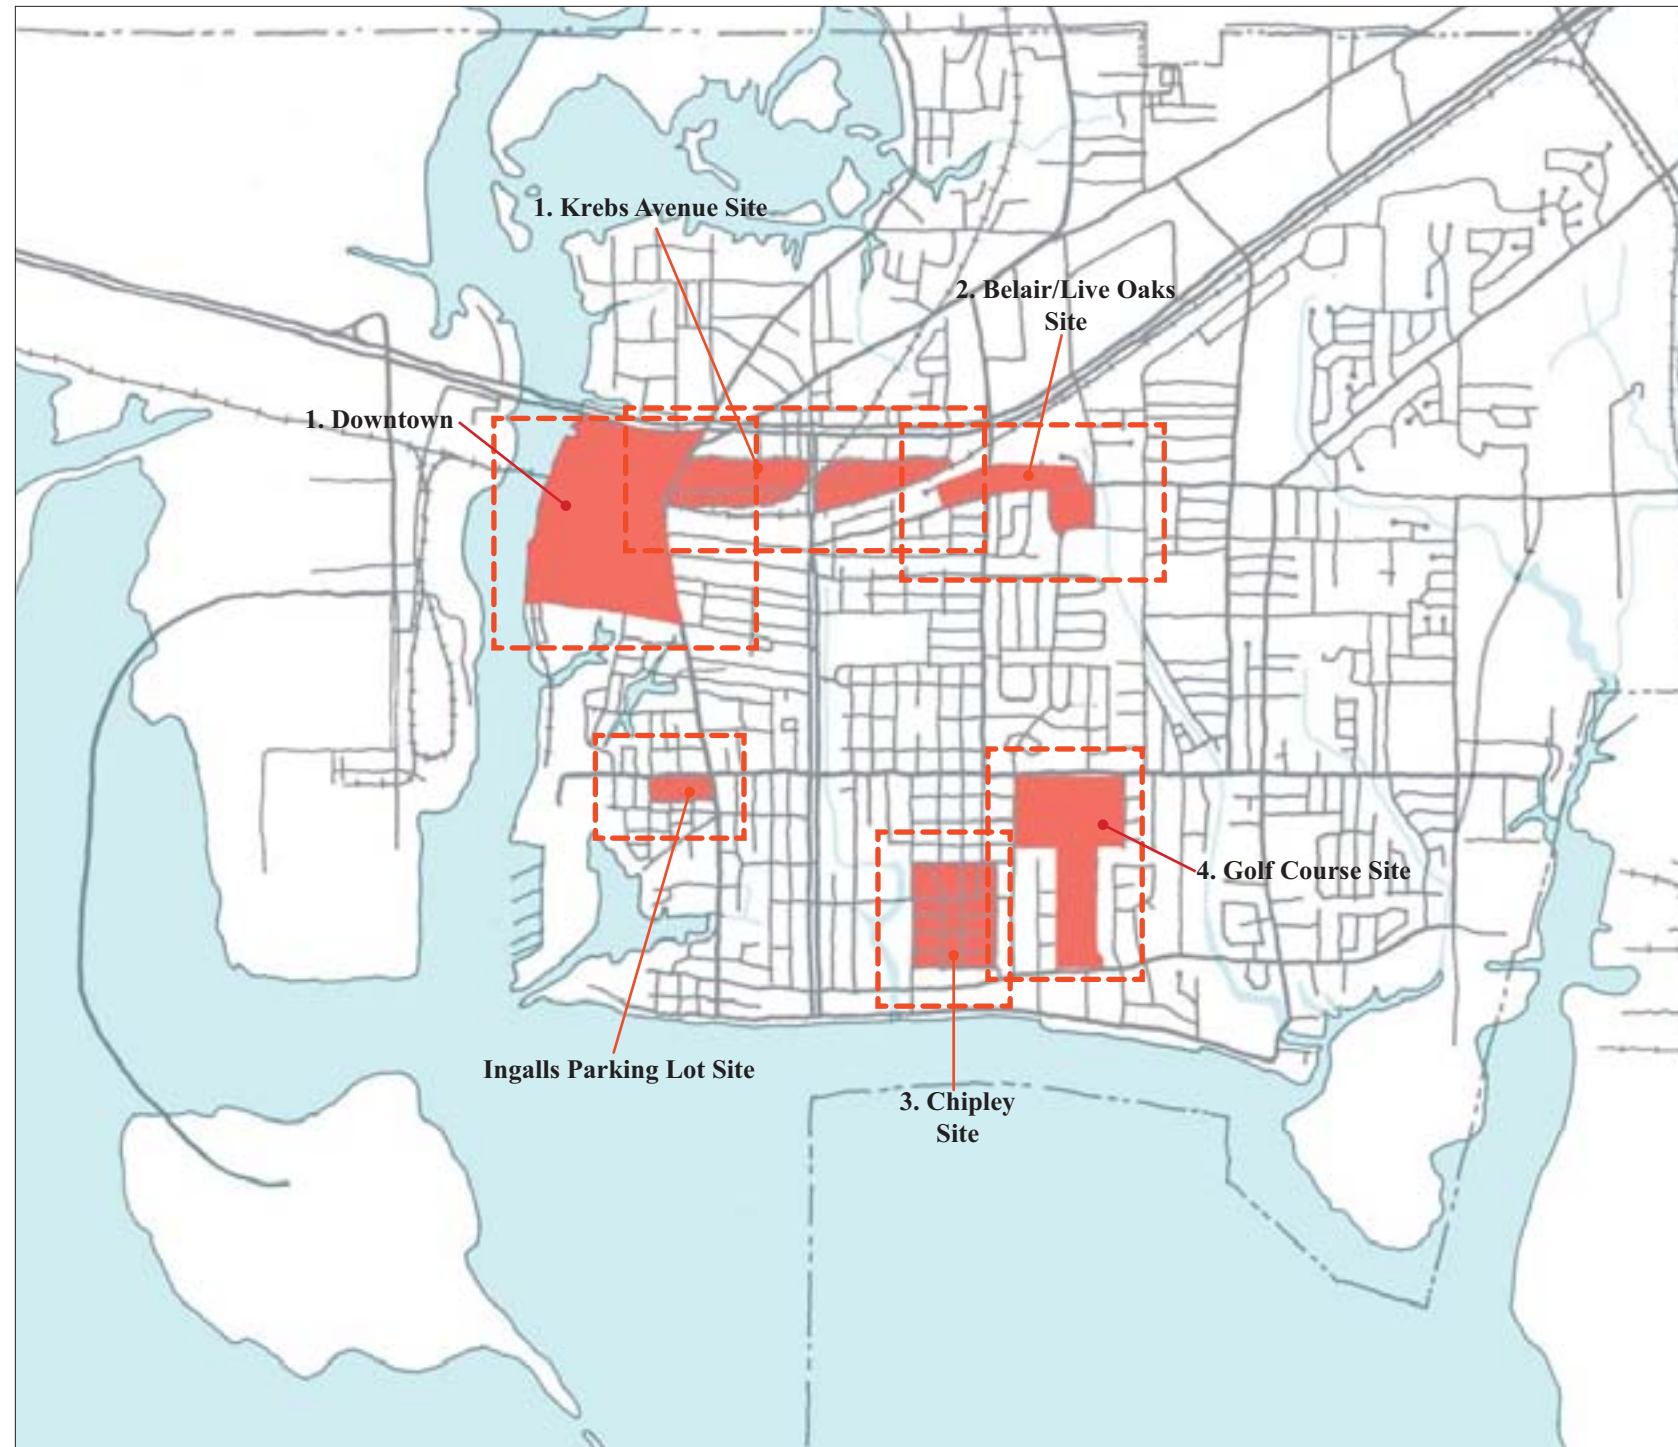 1. Krebs Avenue Site
2. Belair/Live Oaks
Site
1. Downtown
4. Golf Course Site
Ingalls Parking Lot Site
3. Chipley
Site